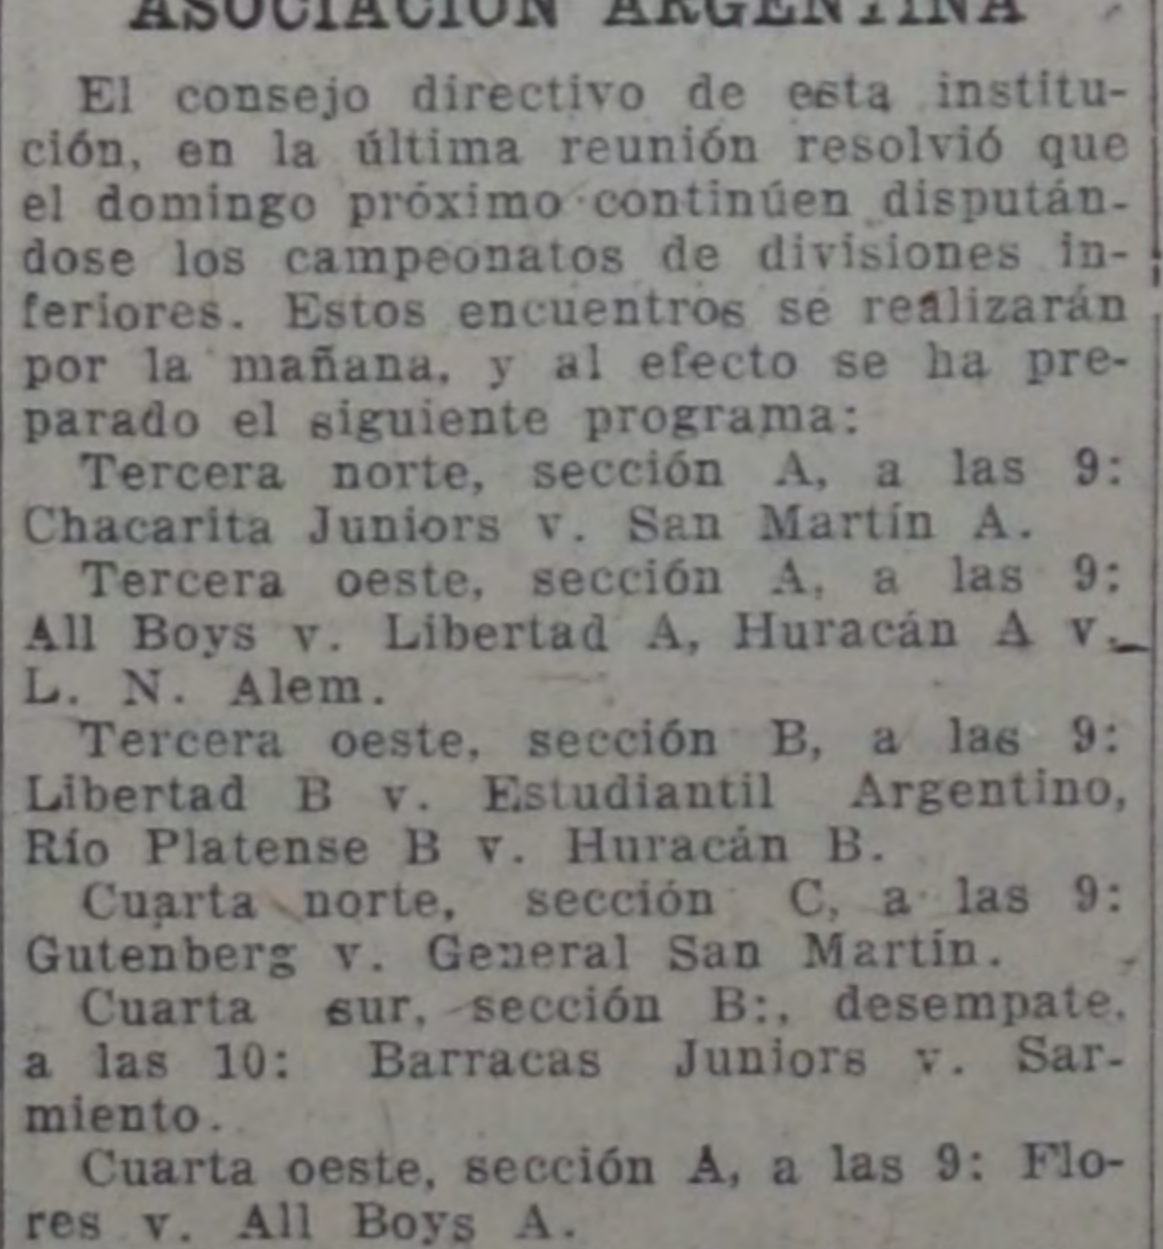 ASOCIACIÓN ARGENTINA
El consejo directivo de esta institu-
ción, en la última reunión resolvió que
el domingo próximo continúen dispután-
dose los campeonatos de divisiones in-
feriores. Estos encuentros se realizarán
por la mañana, y al efecto se ha pre-
parado el siguiente programa:
Tercera norte, sección A, a las 9:
Chacarita Juniors v. San Martín A.
Tercera oeste, sección A, a las 9:
All Boys v. Libertad A, Huracán A v.
L. N. Alem.
Tercera oeste, sección B, a las 9:
Libertad B v. Estudiantil Argentino,
Río Platense B v. Huracán B.
Cuarta norte, sección C, a las 9:
Gutenberg v. General San Martín.
Cuarta sur, sección B:, desempate,
a las 10: Barracas Juniors v. Sar-
miento.
Cuarta oeste, sección A, a las 9: Flo-
res v. All Boys A.